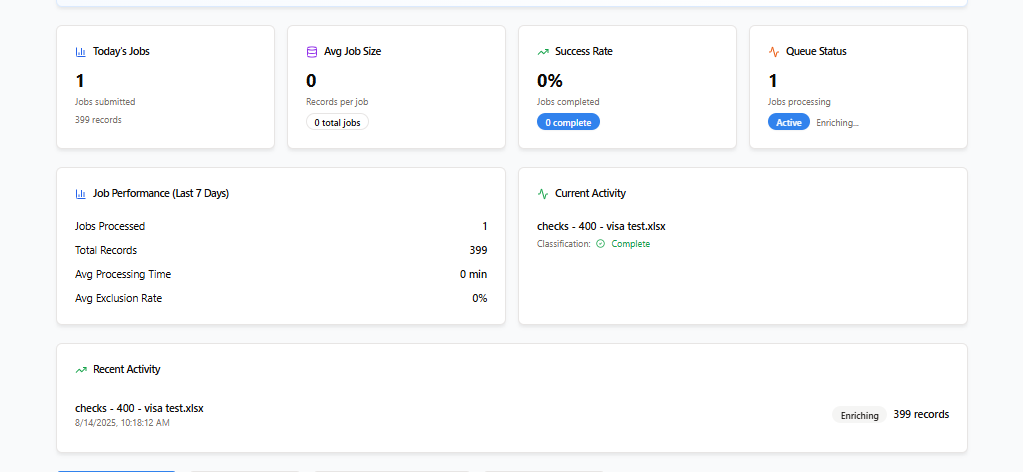 Today's Jobs
1
Jobs submitted
399 records
Avg Job Size
0
Records per job
0 total jobs
Success Rate
0%
Jobs completed
0 complete
Queue Status
1
Jobs processing
Active Enriching...
Job Performance (Last 7 Days)
Jobs Processed 1
Total Records 399
Avg Processing Time 0 min
Avg Exclusion Rate 0%
Current Activity
checks - 400 - visa test.xlsx
Classification: Complete
Recent Activity
checks - 400 - visa test.xlsx
8/14/2025, 10:18:12 AM
Enriching 399 records